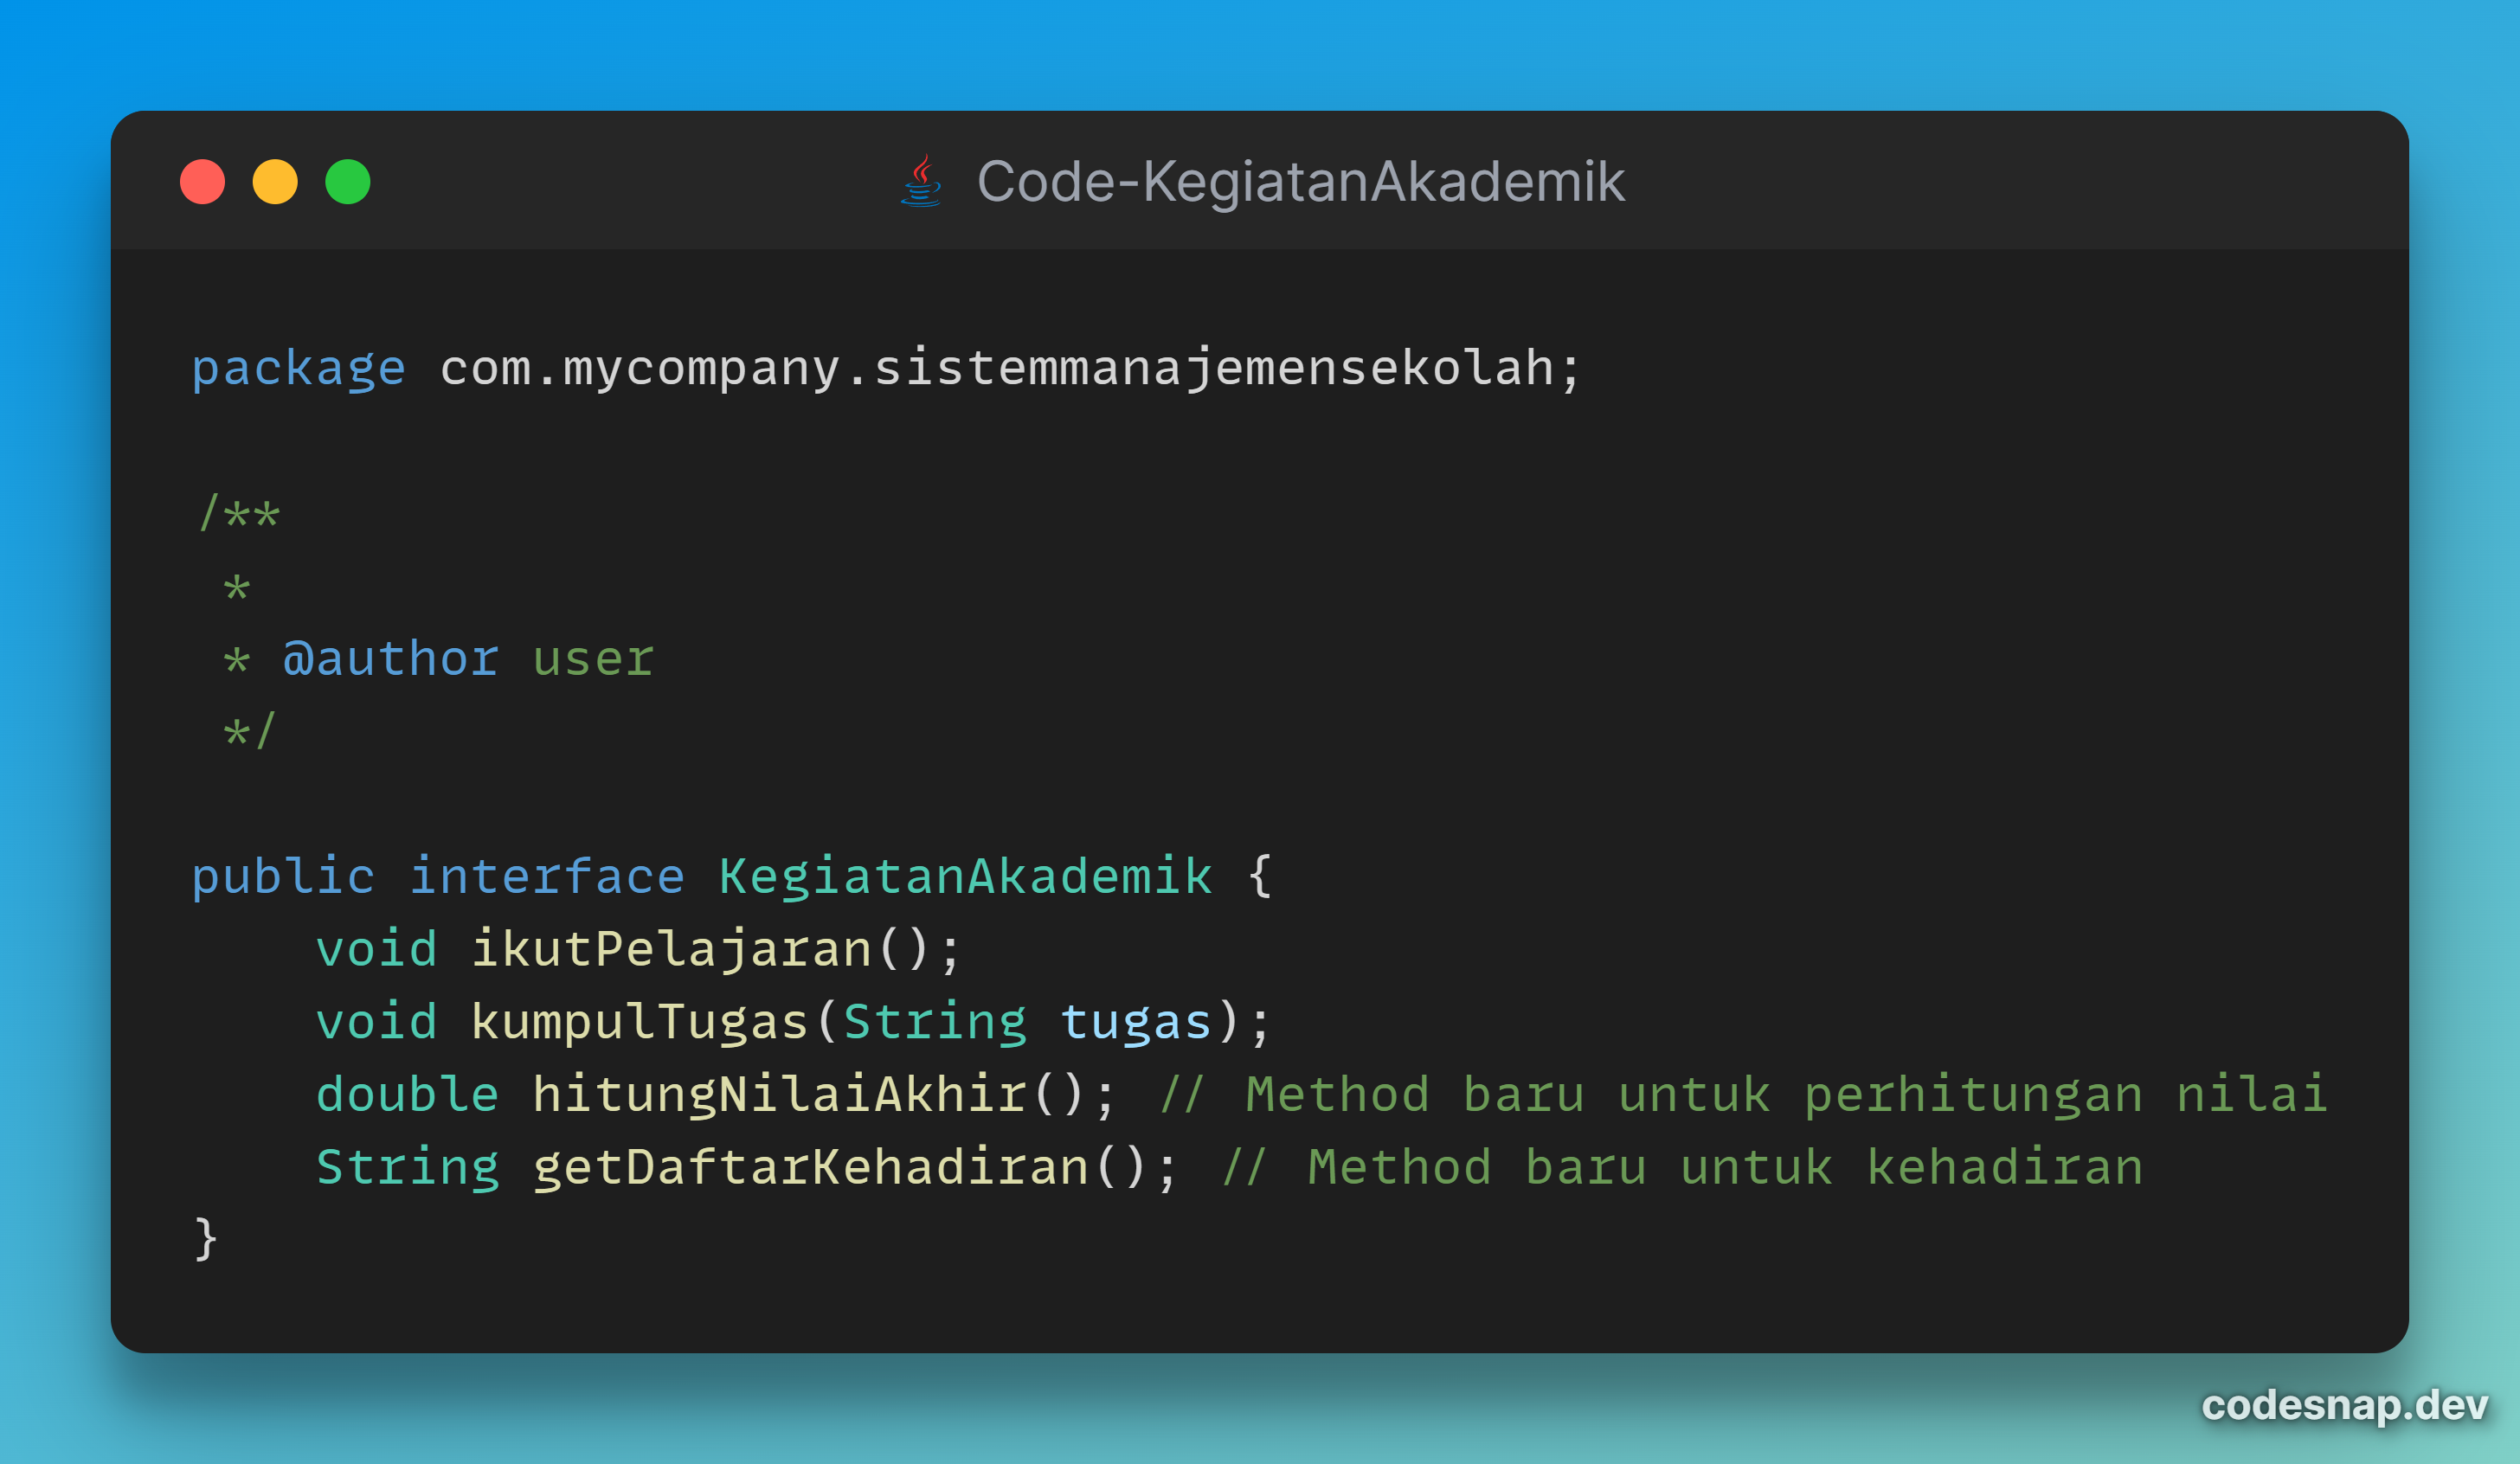 Code-KegiatanAkademik
package com.mycompany.sistemmanajemensekolah;
/**
 *
 * @author user
 */
public interface KegiatanAkademik {
    void ikutPelajaran();
    void kumpulTugas(String tugas);
    double hitungNilaiAkhir(); // Method baru untuk perhitungan nilai
    String getDaftarKehadiran(); // Method baru untuk kehadiran
}
codesnap.dev